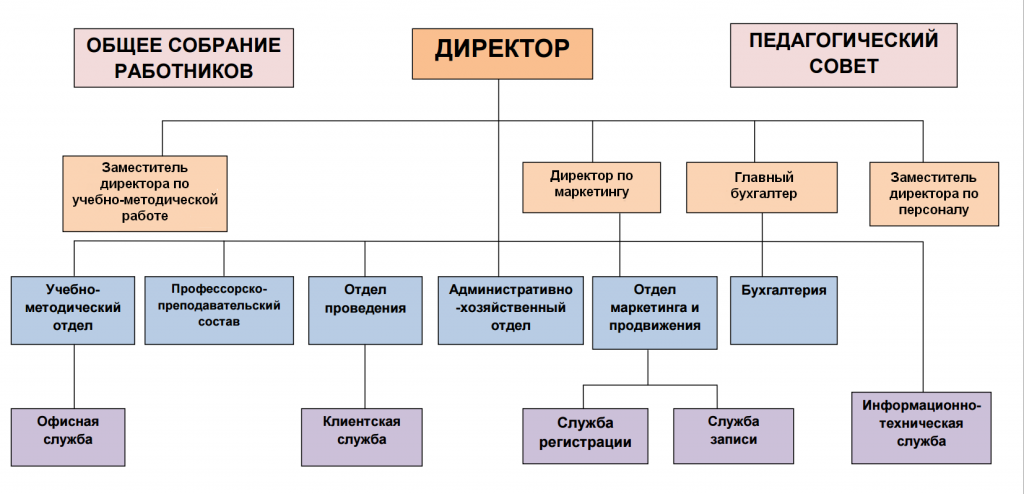 ОБЩЕЕ СОБРАНИЕ
РАБОТНИКОВ
ДИРЕКТОР
ПЕДАГОГИЧЕСКИЙ
СОВЕТ
Заместитель
директора по
учебно-методической
работе
Директор по
маркетингу
Главный
бухгалтер
Заместитель
директора по
персоналу
Учебно-
методический
отдел
Профессорско-
преподавательский
состав
Отдел
проведения
Административно
-хозяйственный
отдел
Отдел
маркетинга и
продвижения
Бухгалтерия
Офисная
служба
Клиентская
служба
Служба
регистрации
Служба
записи
Информационно-
техническая
служба